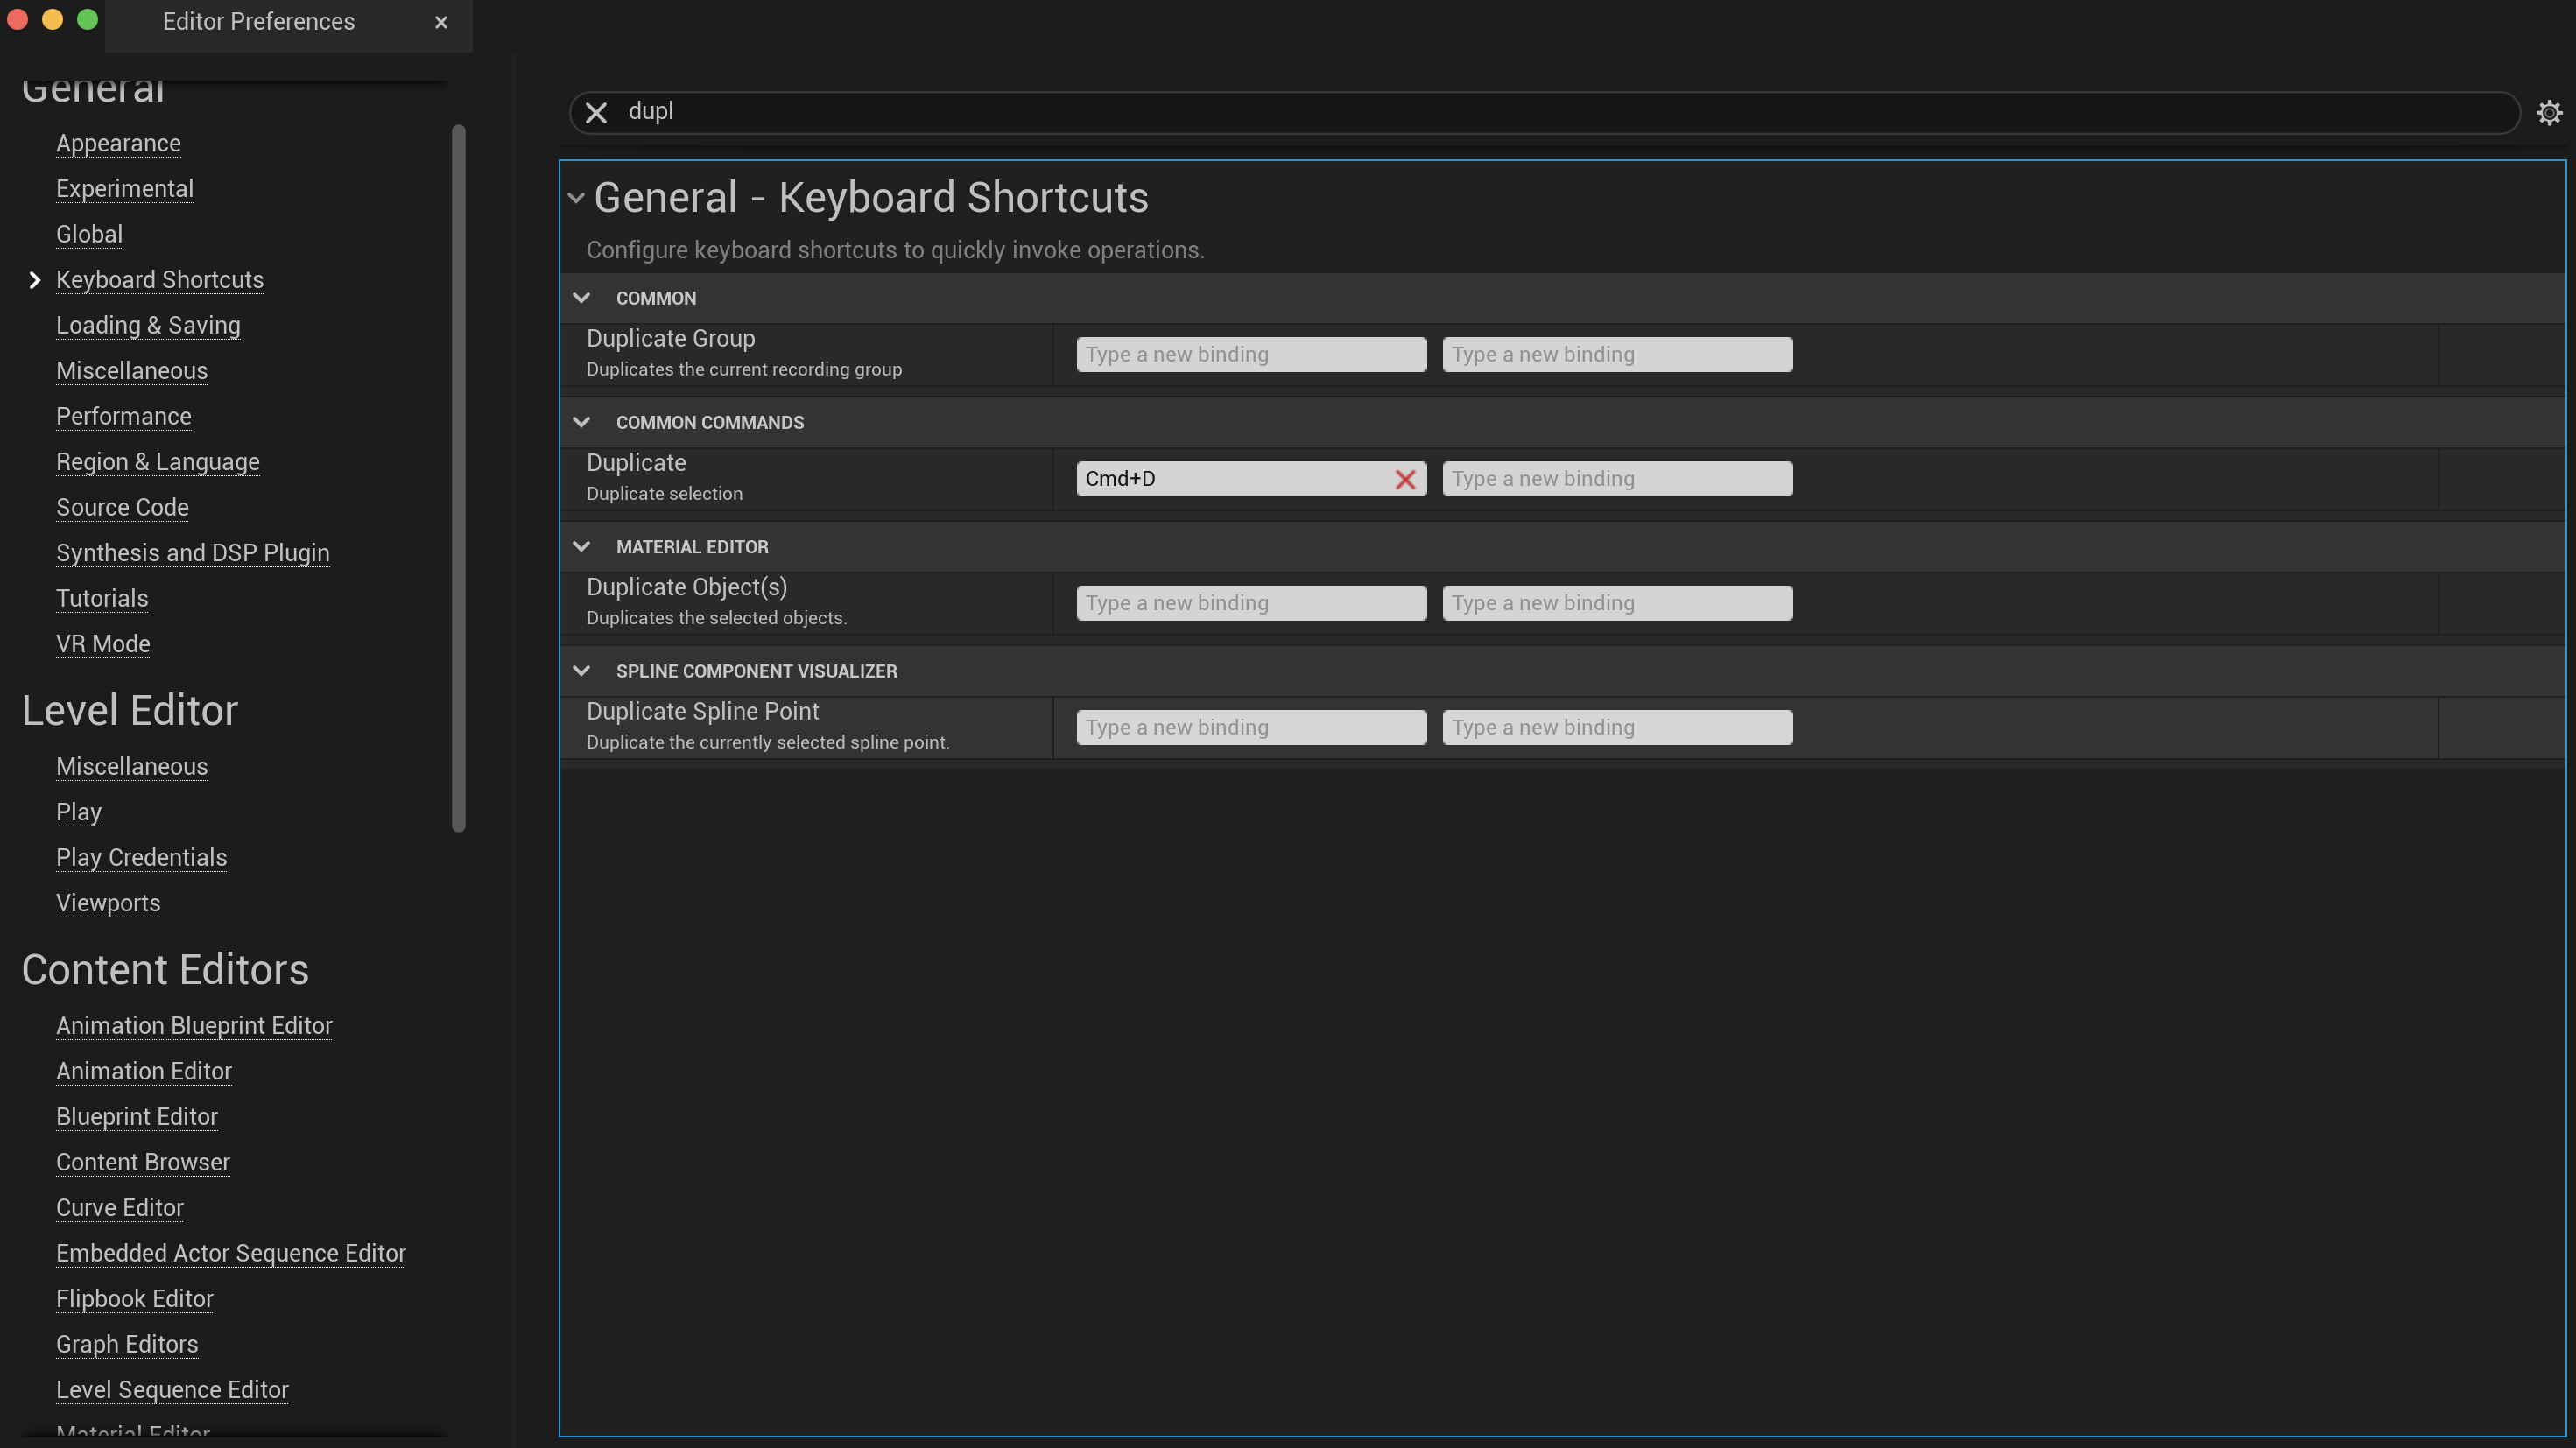 Editor Preferences
General
Appearance
Experimental
Global
Keyboard Shortcuts
Loading & Saving
Miscellaneous
Performance
Region & Language
Source Code
Synthesis and DSP Plugin
Tutorials
VR Mode
Level Editor
Miscellaneous
Play
Play Credentials
Viewports
Content Editors
Animation Blueprint Editor
Animation Editor
Blueprint Editor
Content Browser
Curve Editor
Embedded Actor Sequence Editor
Flipbook Editor
Graph Editors
Level Sequence Editor
Material Editor
dupl
General - Keyboard Shortcuts
Configure keyboard shortcuts to quickly invoke operations.
COMMON
Duplicate Group
Duplicates the current recording group
Type a new binding
Type a new binding
COMMON COMMANDS
Duplicate
Duplicate selection
Cmd+D
Type a new binding
MATERIAL EDITOR
Duplicate Object(s)
Duplicates the selected objects.
Type a new binding
Type a new binding
SPLINE COMPONENT VISUALIZER
Duplicate Spline Point
Duplicate the currently selected spline point.
Type a new binding
Type a new binding